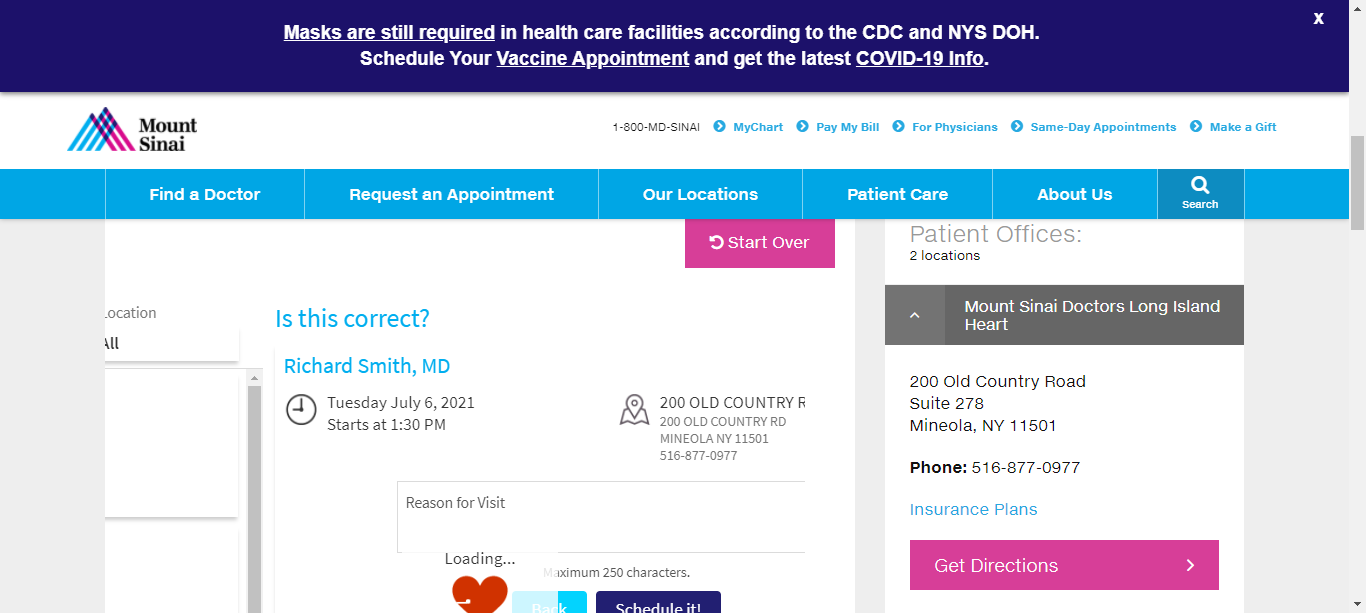 Masks are still required in health care facilities according to the CDC and NYS DOH.
Schedule Your Vaccine Appointment and get the latest COVID-19 Info.
X
Mount
Sinai
1-800-MD-SINAI MyChart Pay My Bill For Physicians Same-Day Appointments Make a Gift
Find a Doctor Request an Appointment Our Locations Patient Care About Us Search
Start Over
Location
All
Is this correct?
Richard Smith, MD
Tuesday July 6, 2021
Starts at 1:30 PM
200 OLD COUNTRY R
200 OLD COUNTRY RD
MINEOLA NY 11501
516-877-0977
Reason for Visit
Loading...
Maximum 250 characters.
Back Schedule it!
Patient Offices:
2 locations
Mount Sinai Doctors Long Island
Heart
200 Old Country Road
Suite 278
Mineola, NY 11501
Phone: 516-877-0977
Insurance Plans
Get Directions